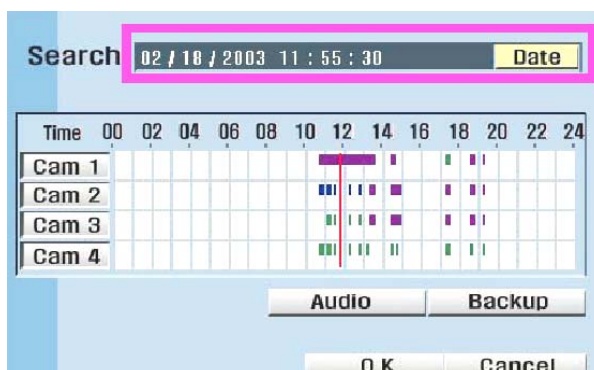 Search 02 / 18 / 2003 11 : 55 : 30 Date
Time 00 02 04 06 08 10 12 14 16 18 20 22 24
Cam 1
Cam 2
Cam 3
Cam 4
Audio Backup
OK Cancel